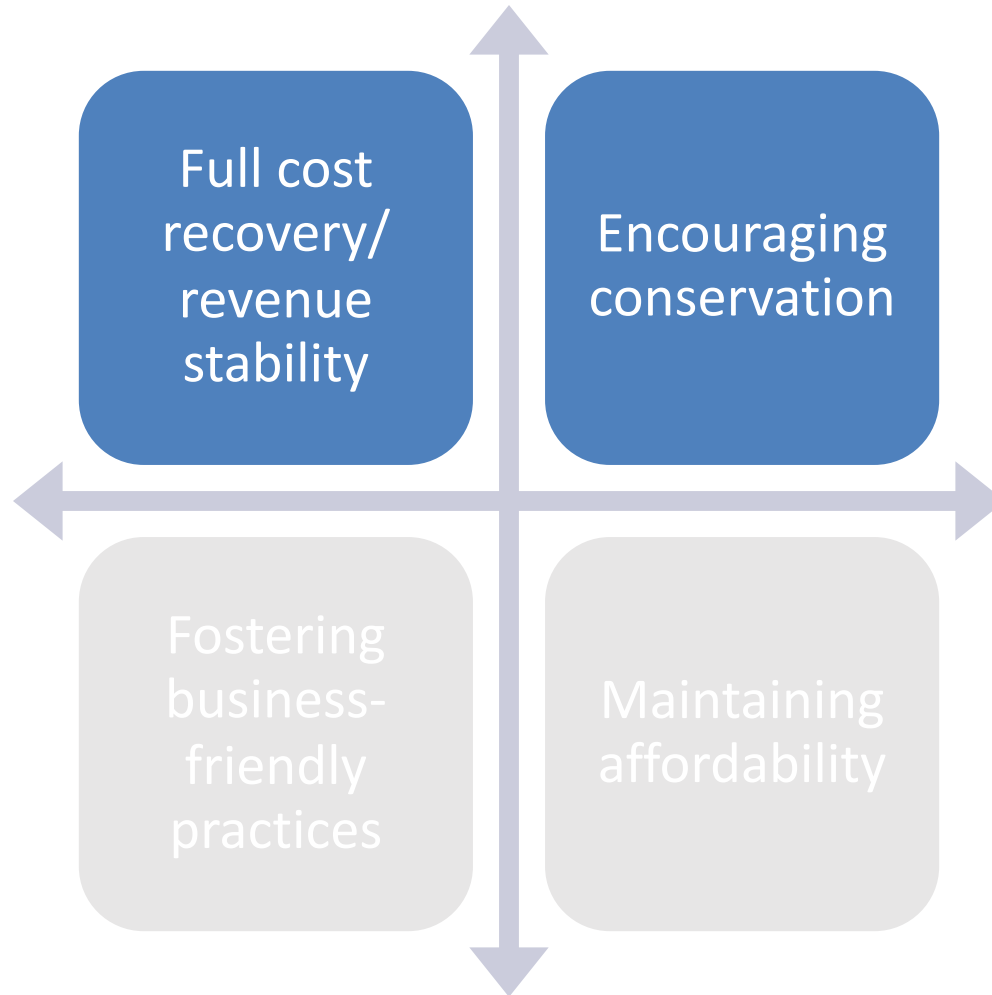 Full cost
recovery/
revenue
stability
Encouraging
conservation
Fostering
business-
friendly
practices
Maintaining
affordability